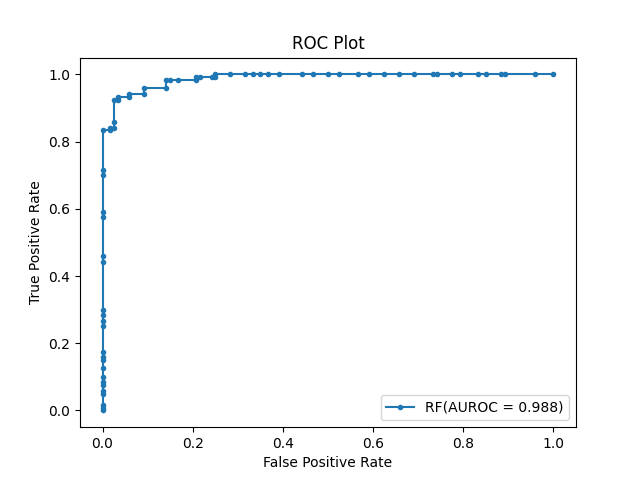 ROC Plot
True Positive Rate
1.0
0.8
0.6
0.4
0.2
0.0
RF(AUROC = 0.988)
0.0 0.2 0.4 0.6 0.8 1.0
False Positive Rate